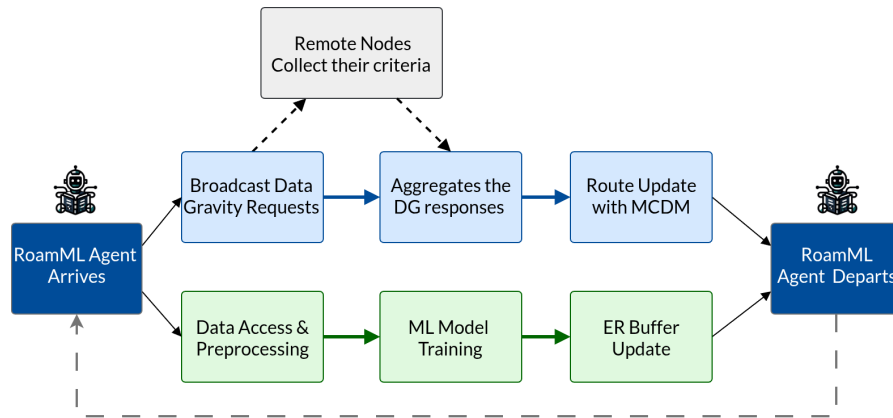 Remote Nodes
Collect their criteria
Broadcast Data
Gravity Requests
Aggregates the
DG responses
Route Update
with MCDM
RoamML Agent
Arrives
RoamML
Agent Departs
Data Access &
Preprocessing
ML Model
Training
ER Buffer
Update